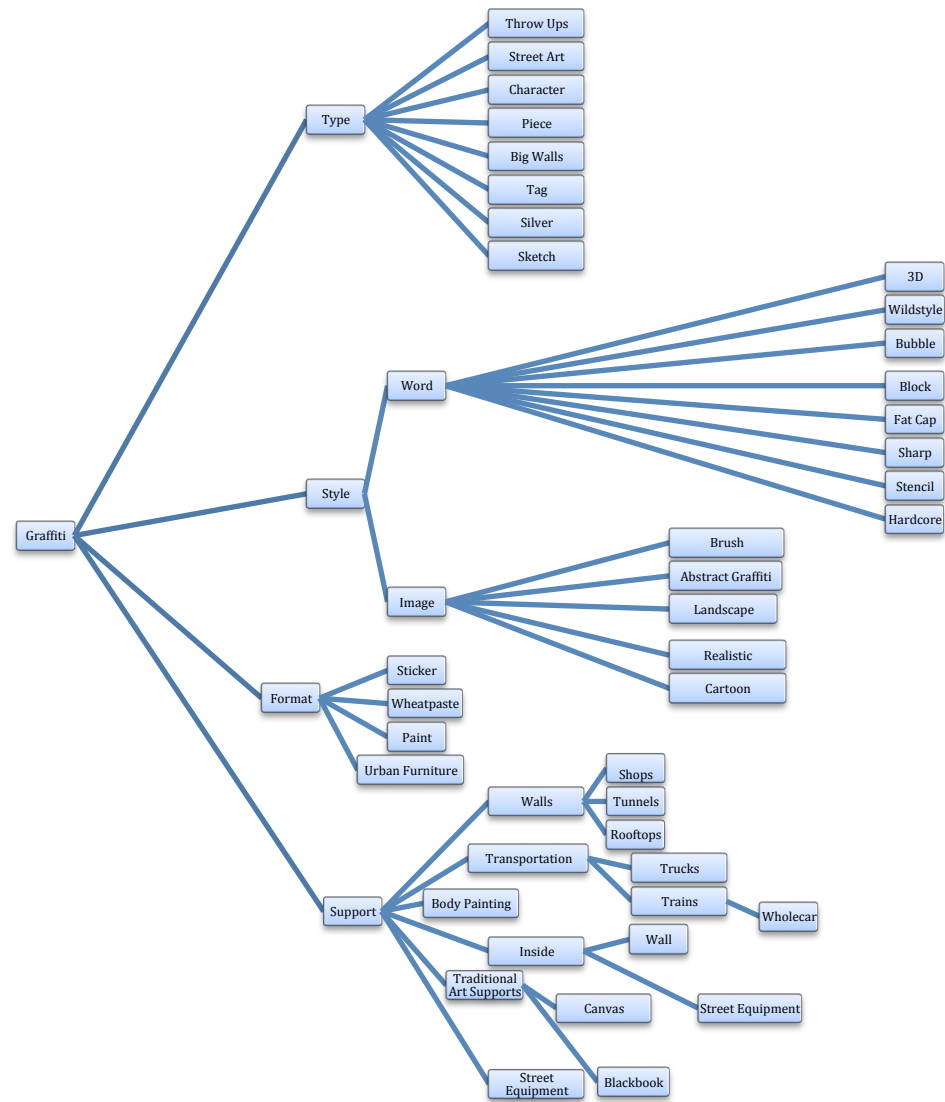 Throw Ups
Street Art
Character
Type
Piece
Big Walls
Tag
Silver
Sketch
3D
Wildstyle
Bubble
Word
Block
Fat Cap
Sharp
Stencil
Hardcore
Style
Graffiti
Brush
Abstract Graffiti
Image
Landscape
Realistic
Cartoon
Sticker
Format
Wheatpaste
Paint
Urban Furniture
Shops
Walls
Tunnels
Rooftops
Transportation
Trucks
Trains
Wholecar
Body Painting
Support
Inside
Wall
Street Equipment
Traditional
Art Supports
Canvas
Blackbook
Street
Equipment